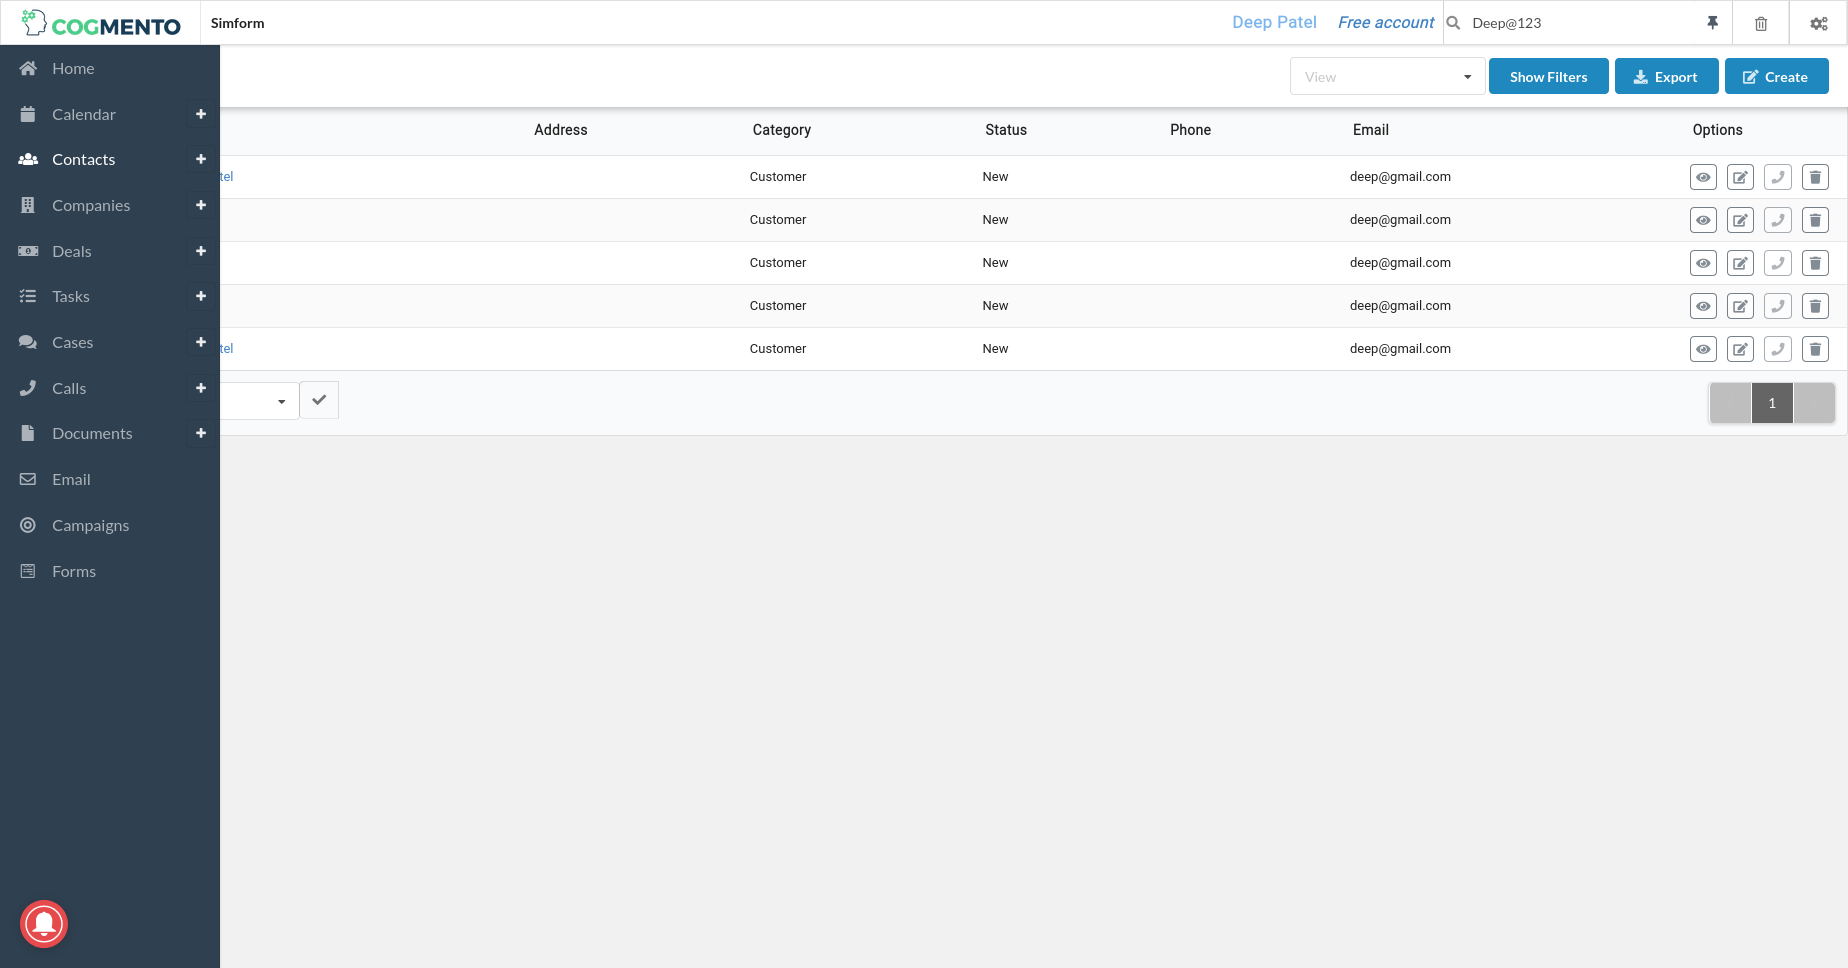 COGMENTO Simform Deep Patel Free account Deep@123
Home
View Show Filters Export Create
Calendar
Address Category Status Phone Email Options
Contacts
tel Customer New deep@gmail.com
Companies
Customer New deep@gmail.com
Deals
Customer New deep@gmail.com
Tasks
Customer New deep@gmail.com
Cases
tel Customer New deep@gmail.com
Calls
1
Documents
Email
Campaigns
Forms